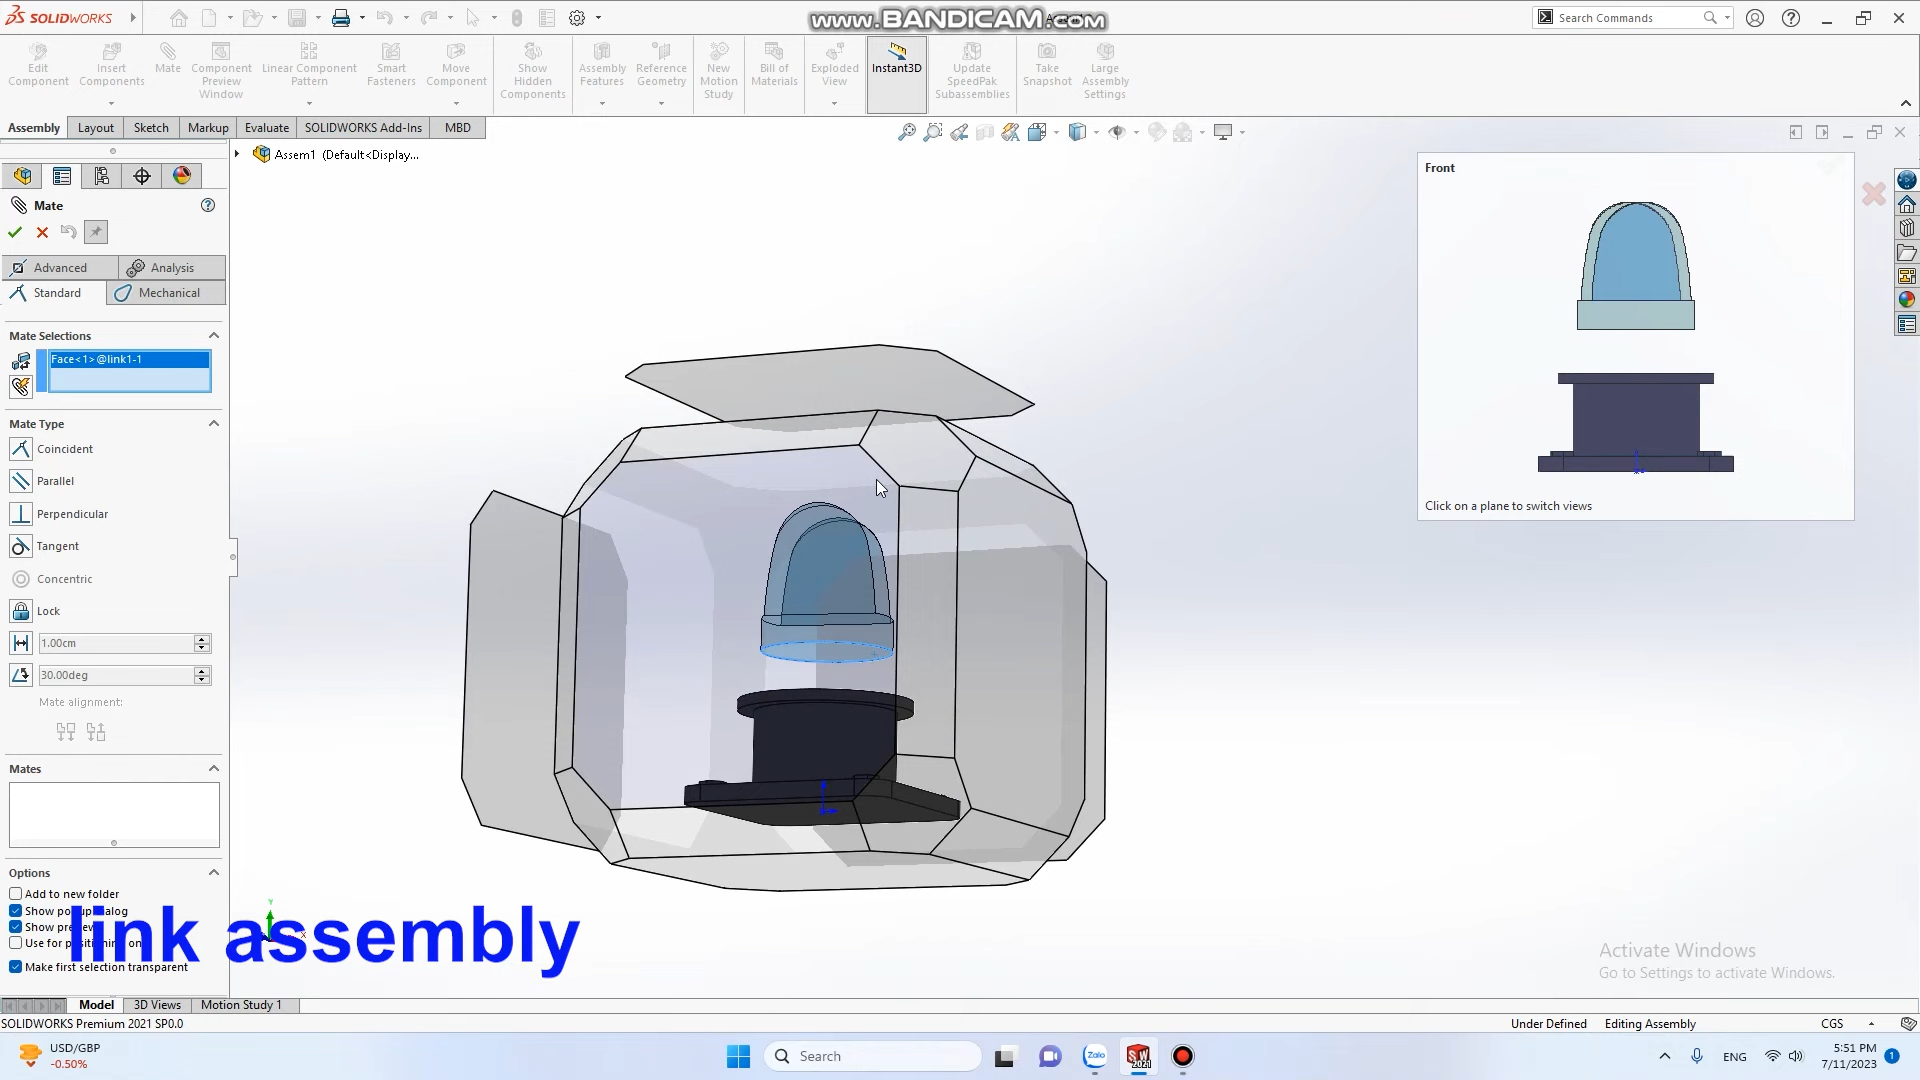 SOLIDWORKS
www.BANDICAM.com
Search Commands
Edit Component
Insert Components
Mate
Component Preview Window
Linear Component Pattern
Smart Fasteners
Move Component
Show Hidden Components
Assembly Features
Reference Geometry
New Motion Study
Bill of Materials
Exploded View
Instant3D
Update SpeedPak Subassemblies
Take Snapshot
Large Assembly Settings
Assembly
Layout
Sketch
Markup
Evaluate
SOLIDWORKS Add-Ins
MBD
Assem1 (Default<Display...
Front
Click on a plane to switch views
Mate
Advanced
Analysis
Standard
Mechanical
Mate Selections
Face<1>@link1-1
Mate Type
Coincident
Parallel
Perpendicular
Tangent
Concentric
Lock
1.00cm
30.00deg
Mate alignment:
Mates
Options
Add to new folder
Show
Show
Use for
Make first selection transparent
link assembly
Activate Windows
Go to Settings to activate Windows.
Model
3D Views
Motion Study 1
SOLIDWORKS Premium 2021 SP0.0
Under Defined
Editing Assembly
CGS
USD/GBP
-0.50%
Search
Zalo
ENG
5:51 PM
7/11/2023
1